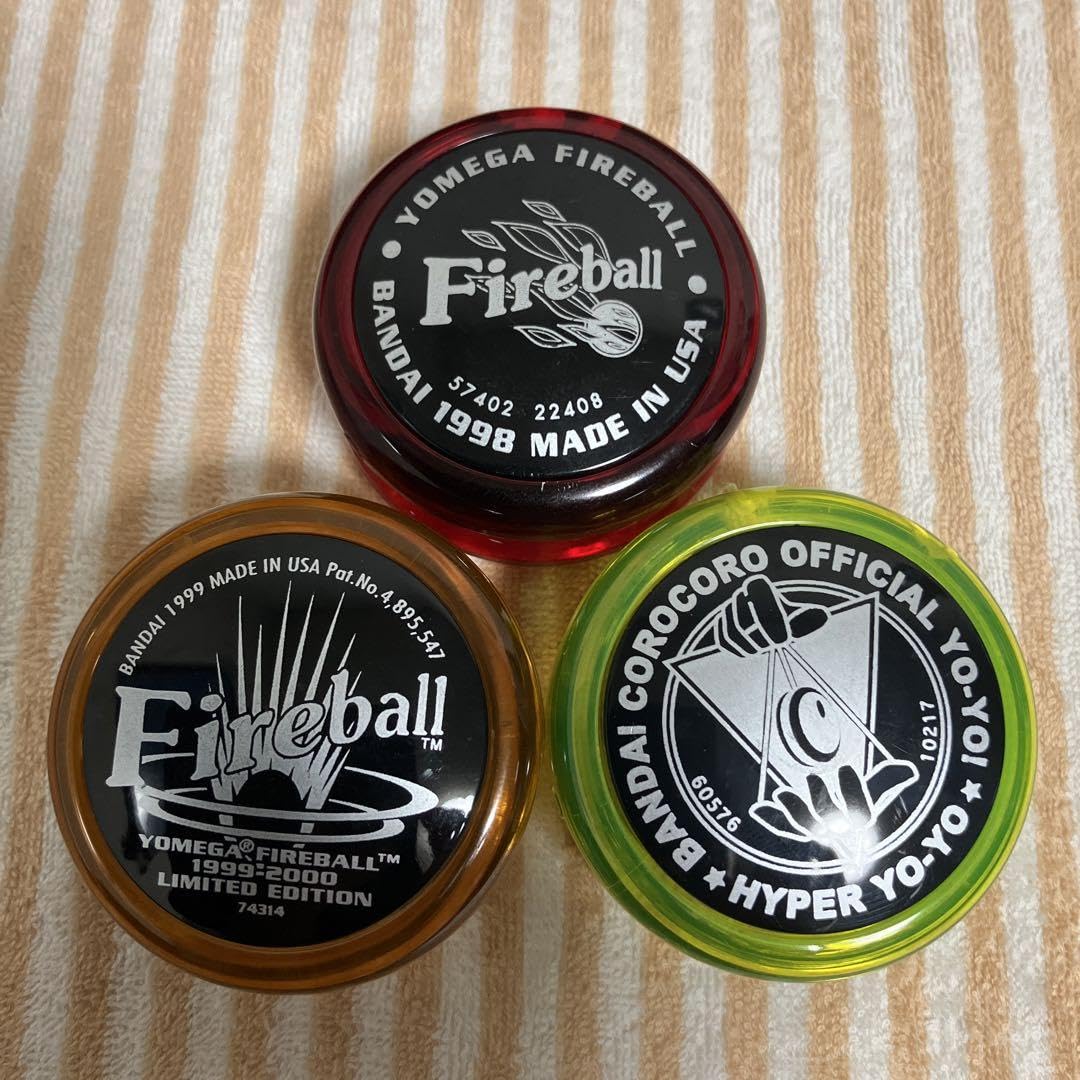 YOMEGA FIREBALL
Fireball
57402 22408
BANDAI 1998 MADE IN USA
BANDAI 1999 MADE IN USA Pat.No.4,895,547
Fireball™
YOMEGA® FIREBALL™
1999-2000
LIMITED EDITION
74314
BANDAI COROCORO OFFICIAL YO-YO!
60576
10217
★ HYPER YO-YO ★